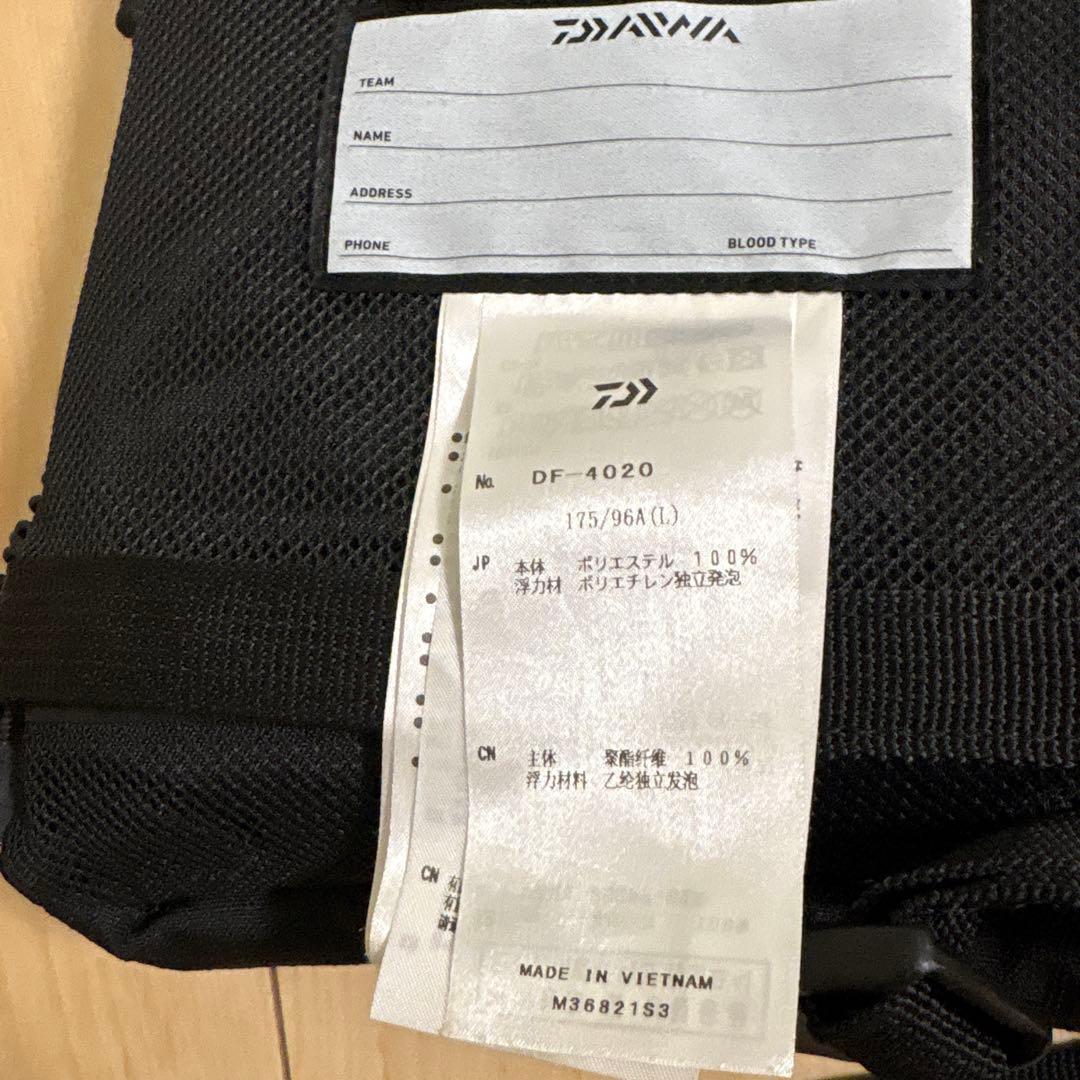 DAIWA
TEAM
NAME
ADDRESS
PHONE BLOOD TYPE
No. DF-4020
175/96A(L)
JP 本体 ポリエステル 100%
浮力材 ポリエチレン独立発泡
CN 主体 聚酯纤维 100%
浮力材料 乙纶独立发泡
CN
MADE IN VIETNAM
M36821S3